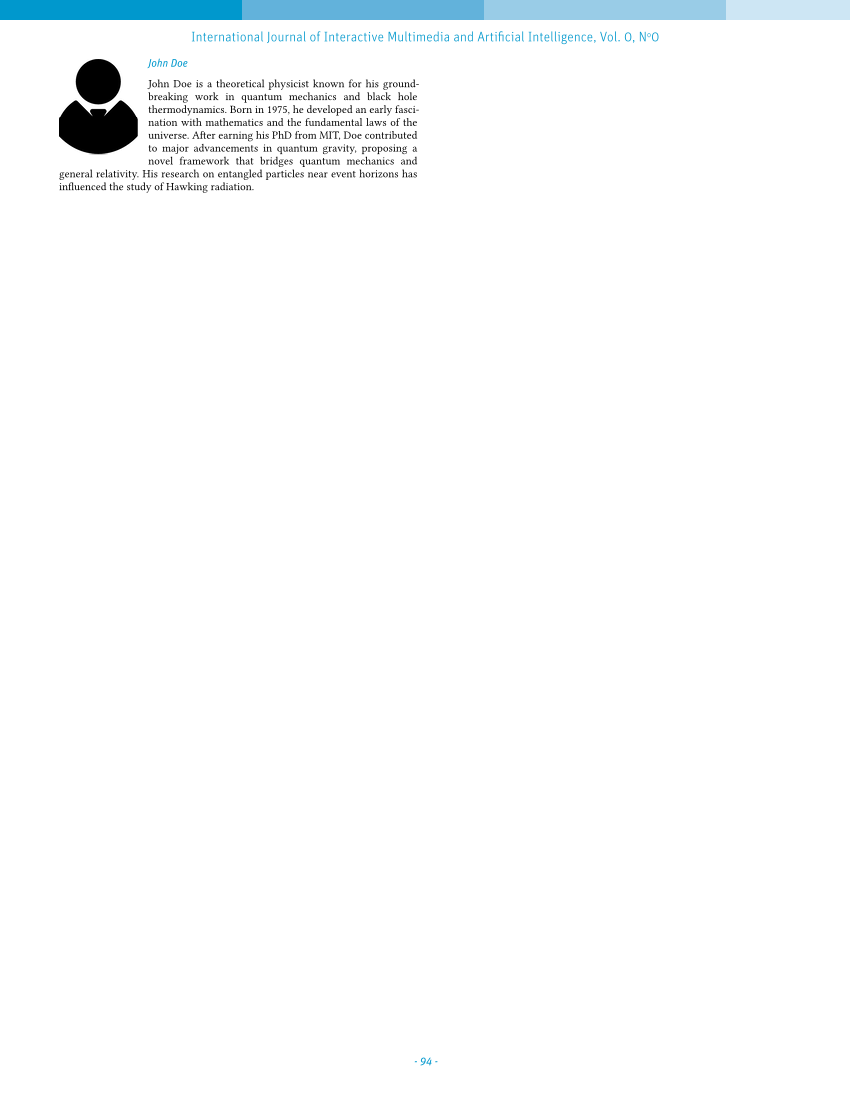 International Journal of Interactive Multimedia and Artificial Intelligence, Vol. 0, Nº0
John Doe
John Doe is a theoretical physicist known for his ground-
breaking work in quantum mechanics and black hole
thermodynamics. Born in 1975, he developed an early fasci-
nation with mathematics and the fundamental laws of the
universe. After earning his PhD from MIT, Doe contributed
to major advancements in quantum gravity, proposing a
novel framework that bridges quantum mechanics and
general relativity. His research on entangled particles near event horizons has
influenced the study of Hawking radiation.
- 94 -